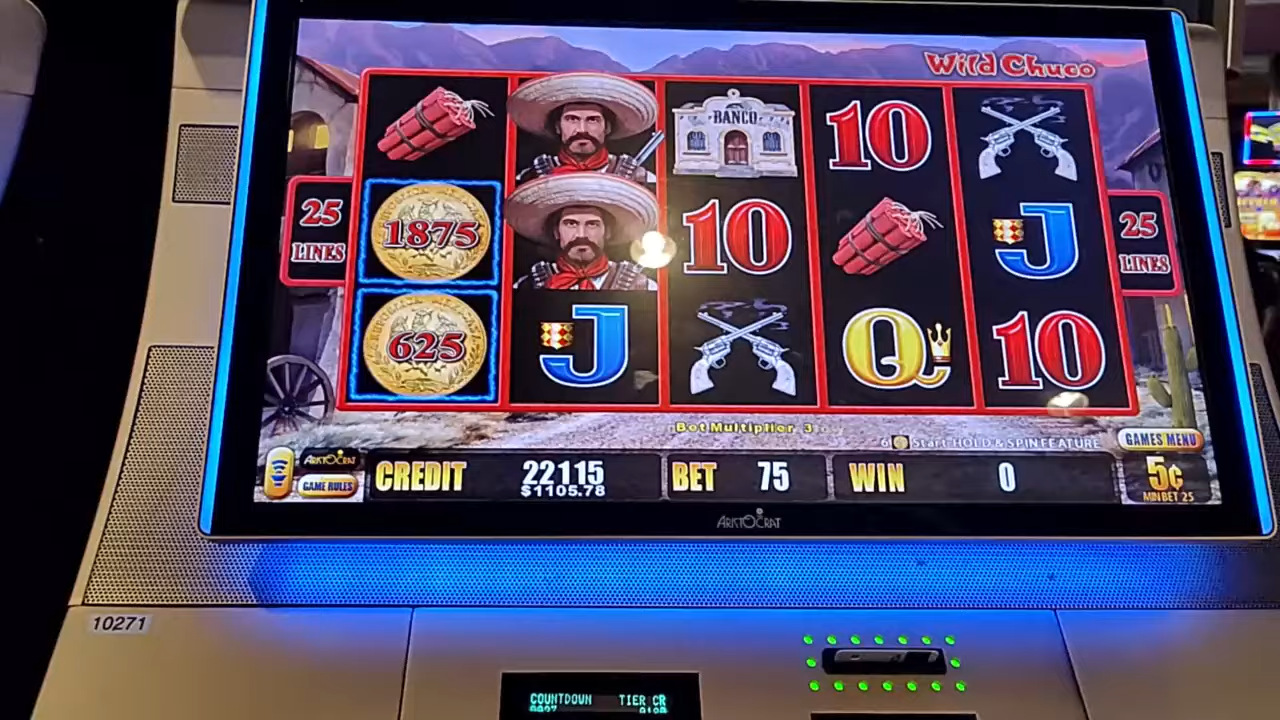 Wild Chuco
BANCO
10
25
LINES
1875
10
J
25
LINES
625
J
Q
10
Bet Multiplier 3
6 Start HOLD & SPIN FEATURE
GAMES MENU
ARISTOCRAT
GAME RULES
CREDIT 22115
$1105.78
BET 75
WIN 0
5¢
MIN BET 25
ARISTOCRAT
10271
COUNTDOWN TIER CR